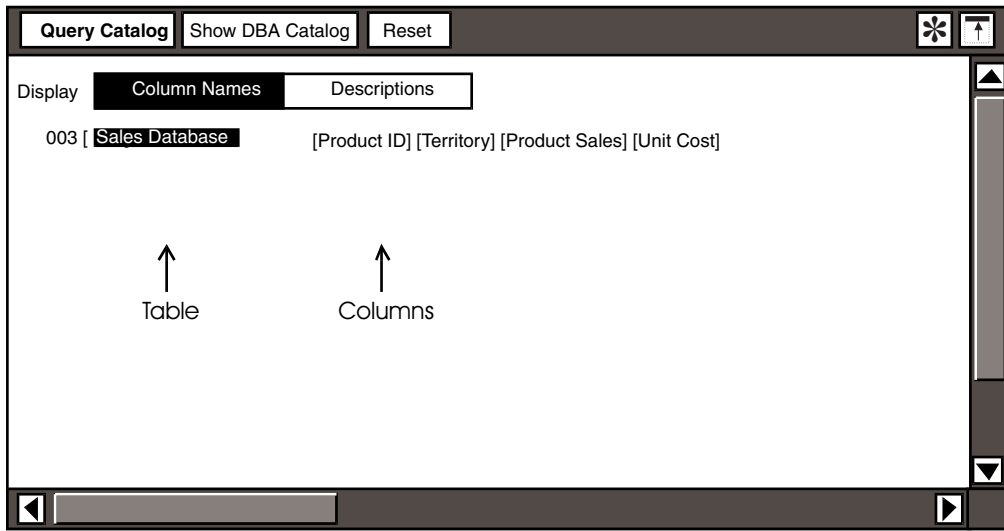 Query Catalog Show DBA Catalog Reset
Display Column Names Descriptions
003 [ Sales Database [Product ID] [Territory] [Product Sales] [Unit Cost]
Table Columns